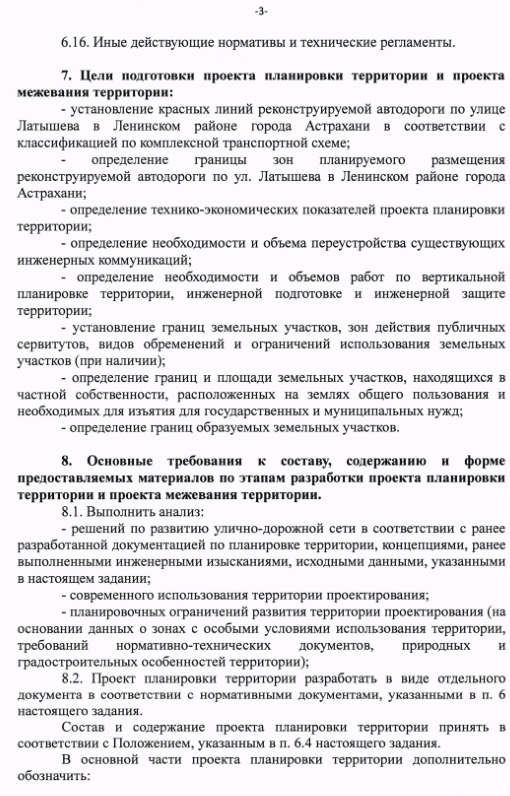 -3-
6.16. Иные действующие нормативы и технические регламенты.
7. Цели подготовки проекта планировки территории и проекта
межевания территории:
- установление красных линий реконструируемой автодороги по улице
Латышева в Ленинском районе города Астрахани в соответствии с
классификацией по комплексной транспортной схеме;
- определение границы зон планируемого размещения
реконструируемой автодороги по ул. Латышева в Ленинском районе города
Астрахани;
- определение технико-экономических показателей проекта планировки
территории;
- определение необходимости и объема переустройства существующих
инженерных коммуникаций;
- определение необходимости и объемов работ по вертикальной
планировке территории, инженерной подготовке и инженерной защите
территории;
- установление границ земельных участков, зон действия публичных
сервитутов, видов обременений и ограничений использования земельных
участков (при наличии);
- определение границ и площади земельных участков, находящихся в
частной собственности, расположенных на землях общего пользования и
необходимых для изъятия для государственных и муниципальных нужд;
- определение границ образуемых земельных участков.
8. Основные требования к составу, содержанию и форме
предоставляемых материалов по этапам разработки проекта планировки
территории и проекта межевания территории.
8.1. Выполнить анализ:
- решений по развитию улично-дорожной сети в соответствии с ранее
разработанной документацией по планировке территории, концепциями, ранее
выполненными инженерными изысканиями, исходными данными, указанными
в настоящем задании;
- современного использования территории проектирования;
- планировочных ограничений развития территории проектирования (на
основании данных о зонах с особыми условиями использования территории,
требований нормативно-технических документов, природных и
градостроительных особенностей территории);
8.2. Проект планировки территории разработать в виде отдельного
документа в соответствии с нормативными документами, указанными в п. 6
настоящего задания.
Состав и содержание проекта планировки территории принять в
соответствии с Положением, указанным в п. 6.4 настоящего задания.
В основной части проекта планировки территории дополнительно
обозначить: